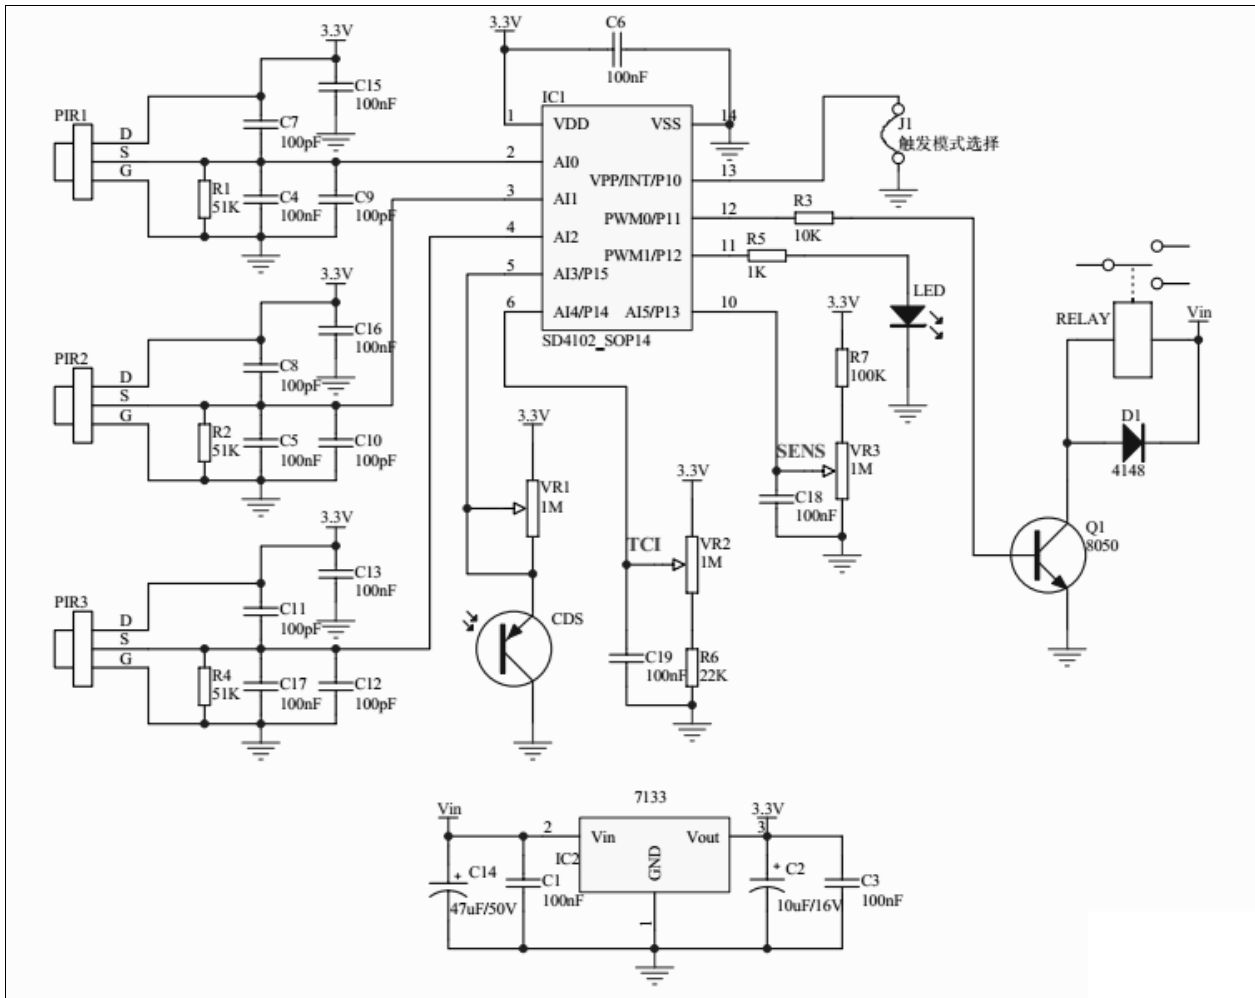 3.3V
C15
100nF
PIR1
D
S
G
C7
100pF
R1
51K
C4
100nF
C9
100pF
3.3V
C16
100nF
PIR2
D
S
G
C8
100pF
R2
51K
C5
100nF
C10
100pF
3.3V
C13
100nF
PIR3
D
S
G
C11
100pF
R4
51K
C17
100nF
C12
100pF
3.3V
C6
100nF
IC1
1
VDD
VSS
14
2
AI0
VPP/INT/P10
13
3
AI1
PWM0/P11
12
4
AI2
PWM1/P12
11
5
AI3/P15
6
AI4/P14
AI5/P13
10
SD4102_SOP14
J1
触发模式选择
R3
10K
R5
1K
LED
3.3V
R7
100K
SENS
VR3
1M
C18
100nF
RELAY
Vin
D1
4148
Q1
8050
3.3V
VR1
1M
CDS
3.3V
TCI
VR2
1M
C19
100nF
R6
22K
7133
Vin
2
Vin
Vout
3
3.3V
IC2
GND
1
+
C14
47uF/50V
C1
100nF
+
C2
10uF/16V
C3
100nF